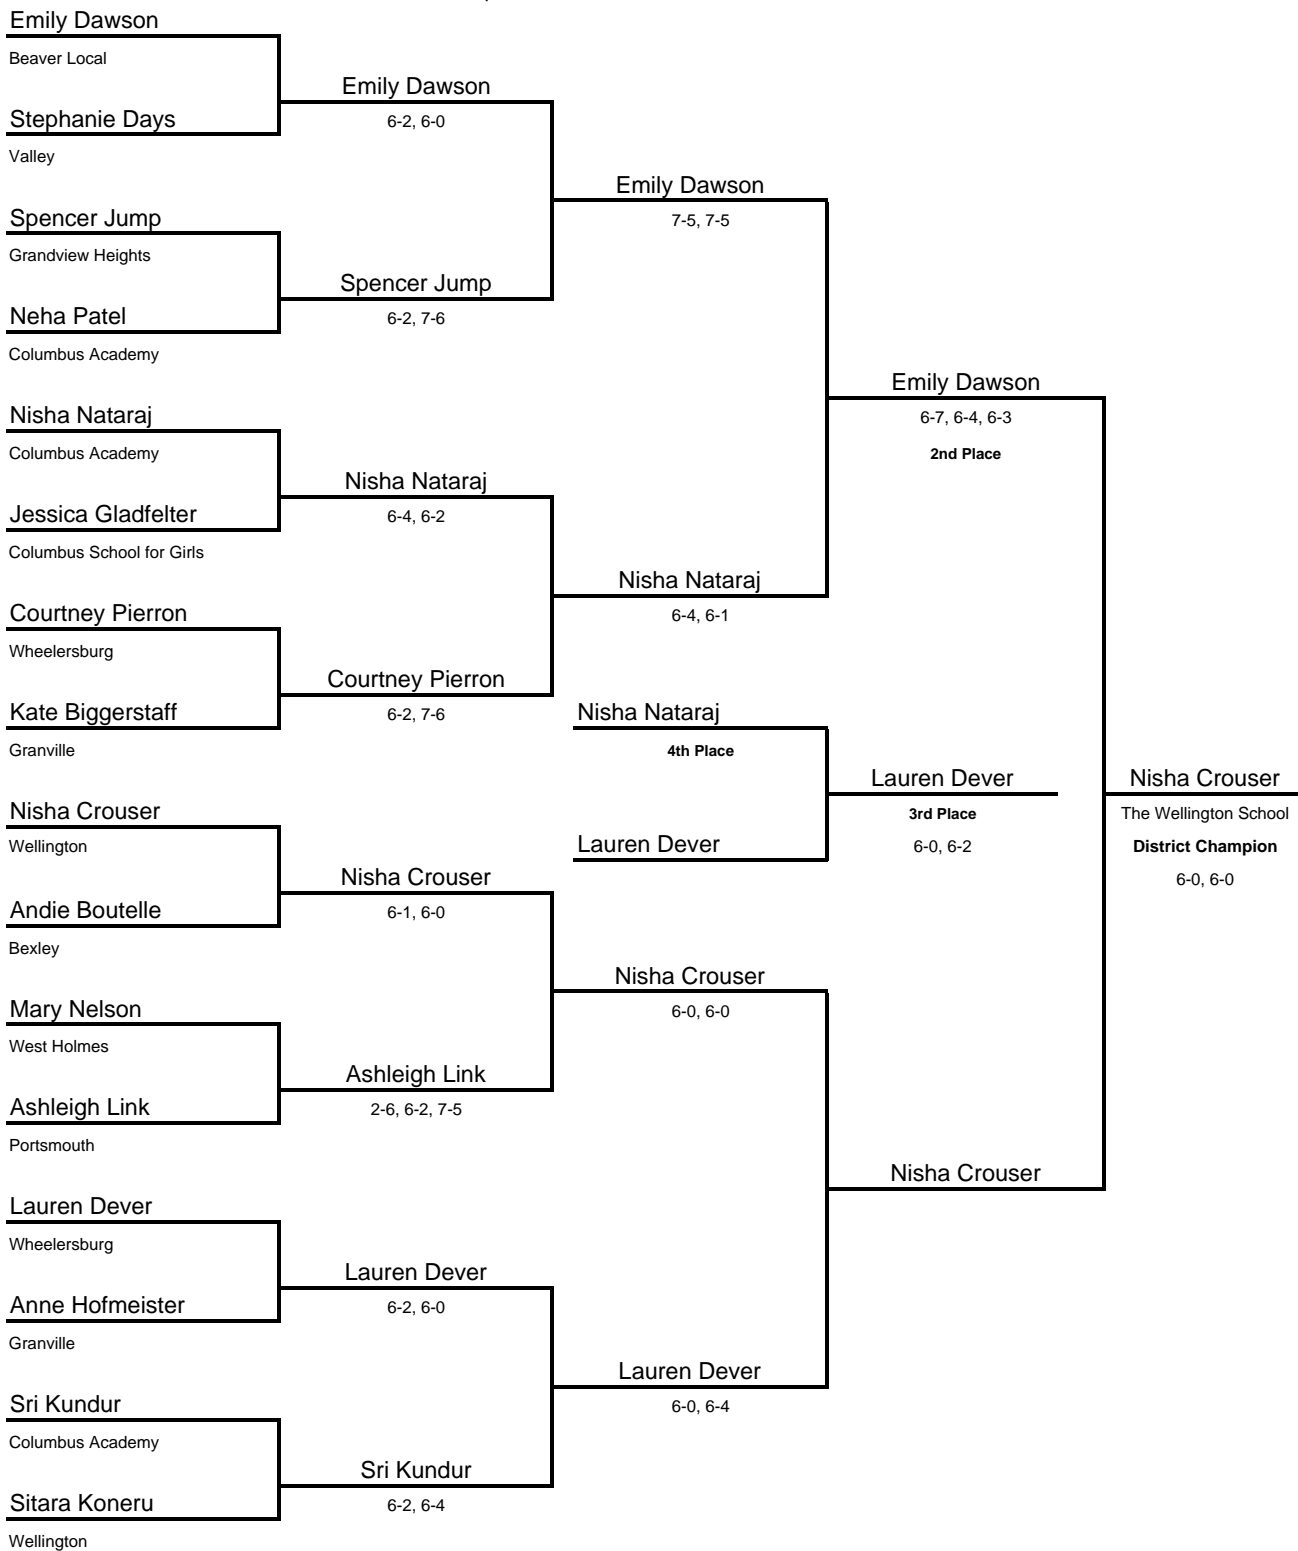 Emily Dawson
Beaver Local
Emily Dawson
Stephanie Days
6-2, 6-0
Valley
Emily Dawson
Spencer Jump
7-5, 7-5
Grandview Heights
Spencer Jump
Neha Patel
6-2, 7-6
Columbus Academy
Emily Dawson
Nisha Nataraj
6-7, 6-4, 6-3
Columbus Academy
2nd Place
Nisha Nataraj
Jessica Gladfelter
6-4, 6-2
Columbus School for Girls
Nisha Nataraj
Courtney Pierron
6-4, 6-1
Wheelersburg
Courtney Pierron
Kate Biggerstaff
6-2, 7-6
Nisha Nataraj
Granville
4th Place
Lauren Dever
Nisha Crouser
Nisha Crouser
3rd Place
The Wellington School
Wellington
Lauren Dever
6-0, 6-2
District Champion
Nisha Crouser
6-0, 6-0
Andie Boutelle
6-1, 6-0
Bexley
Nisha Crouser
Mary Nelson
6-0, 6-0
West Holmes
Ashleigh Link
Ashleigh Link
2-6, 6-2, 7-5
Portsmouth
Nisha Crouser
Lauren Dever
Wheelersburg
Lauren Dever
Anne Hofmeister
6-2, 6-0
Granville
Lauren Dever
Sri Kundur
6-0, 6-4
Columbus Academy
Sri Kundur
Sitara Koneru
6-2, 6-4
Wellington